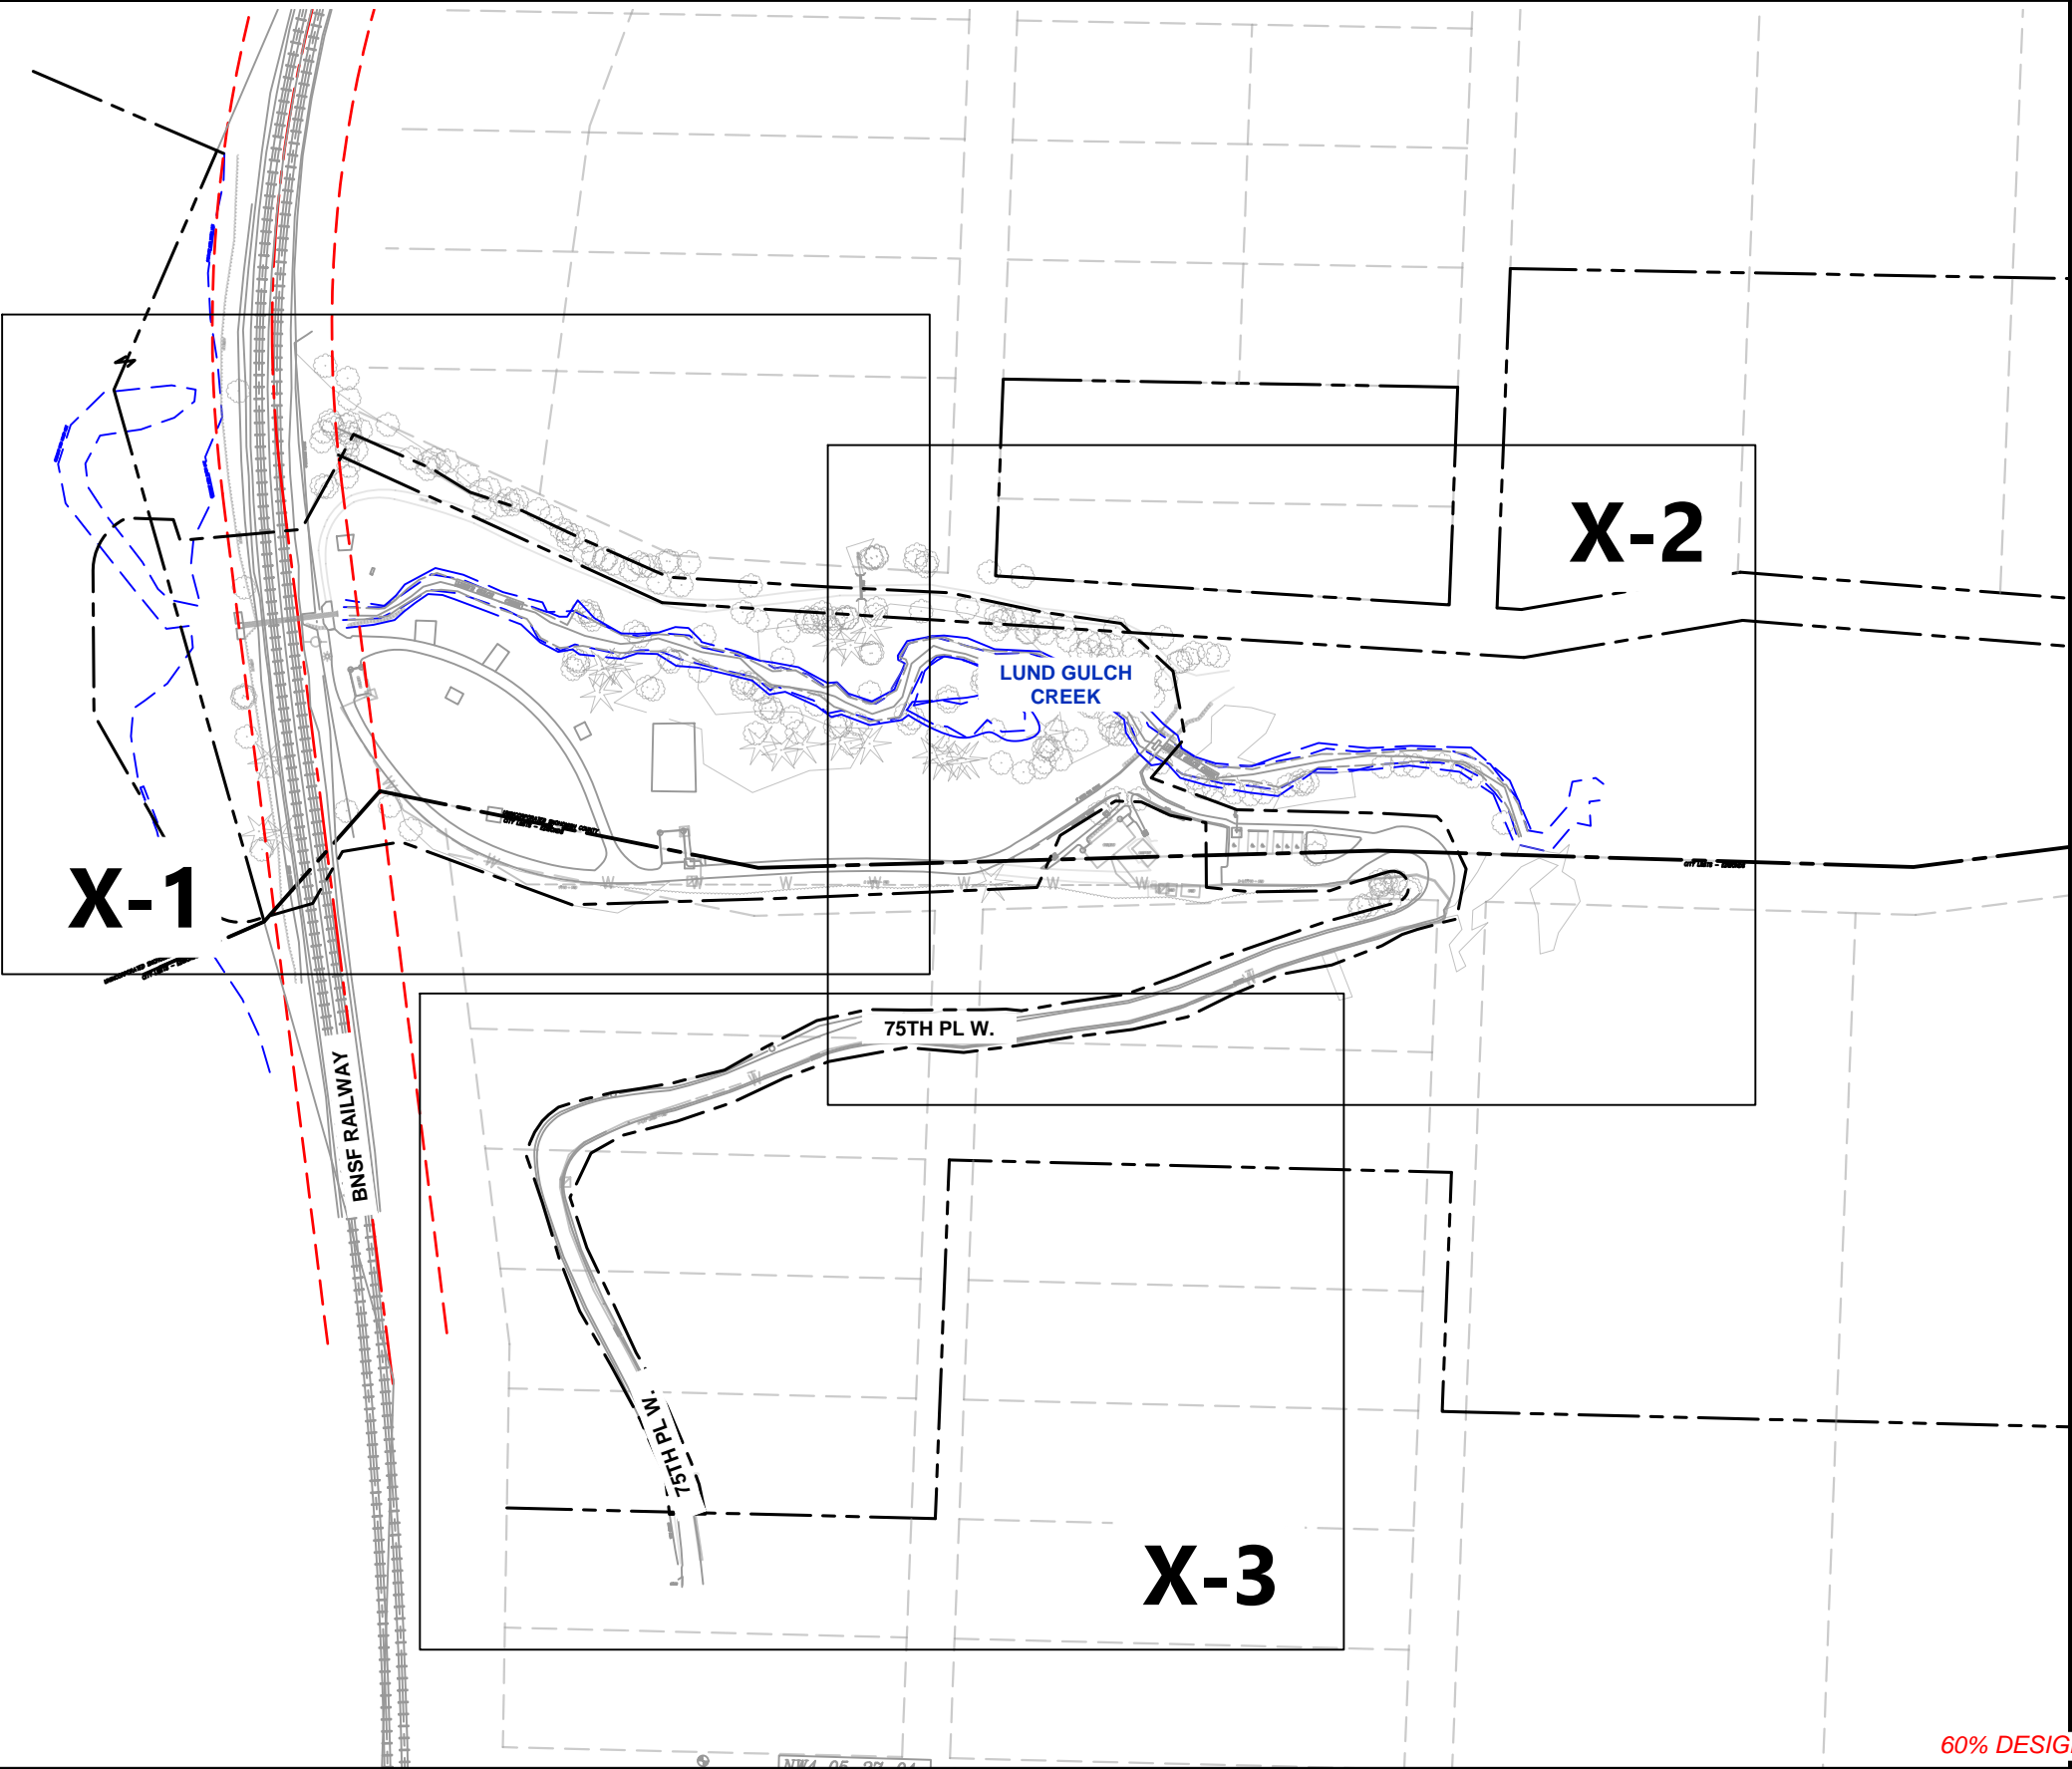 X-2
LUND GULCH
CREEK
W
W
W
W
W
W
W
X-1
W
75TH PL W.
W
BNSF RAILWAY
75TH PL W.
X-3
60% DESIG